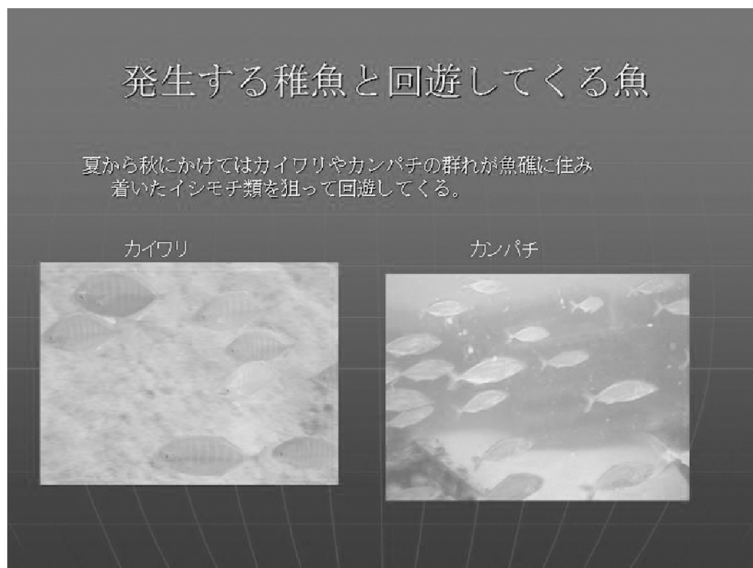 発生する稚魚と回遊してくる魚
夏から秋にかけてはカイワリやカンパチの群れが魚礁に住み
着いたイシモチ類を狙って回遊してくる。
カイワリ
カンパチ